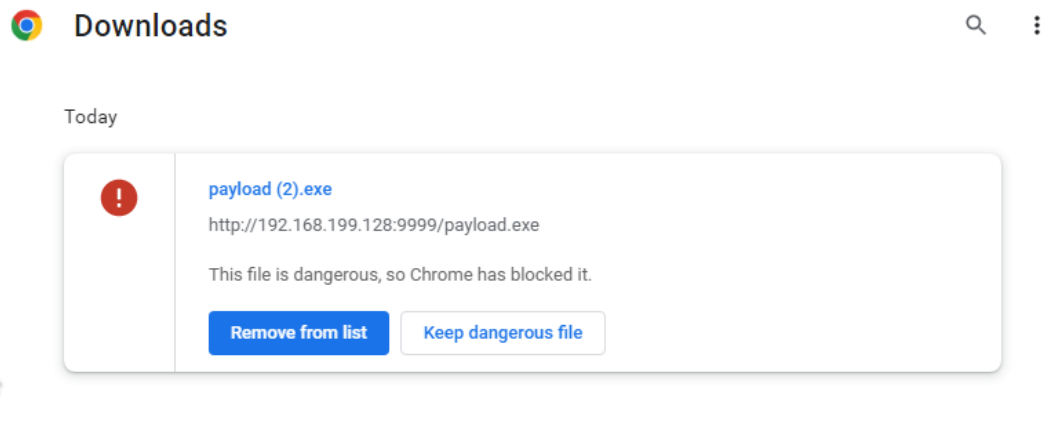 Downloads
Today
payload (2).exe
http://192.168.199.128:9999/payload.exe
This file is dangerous, so Chrome has blocked it.
Remove from list
Keep dangerous file